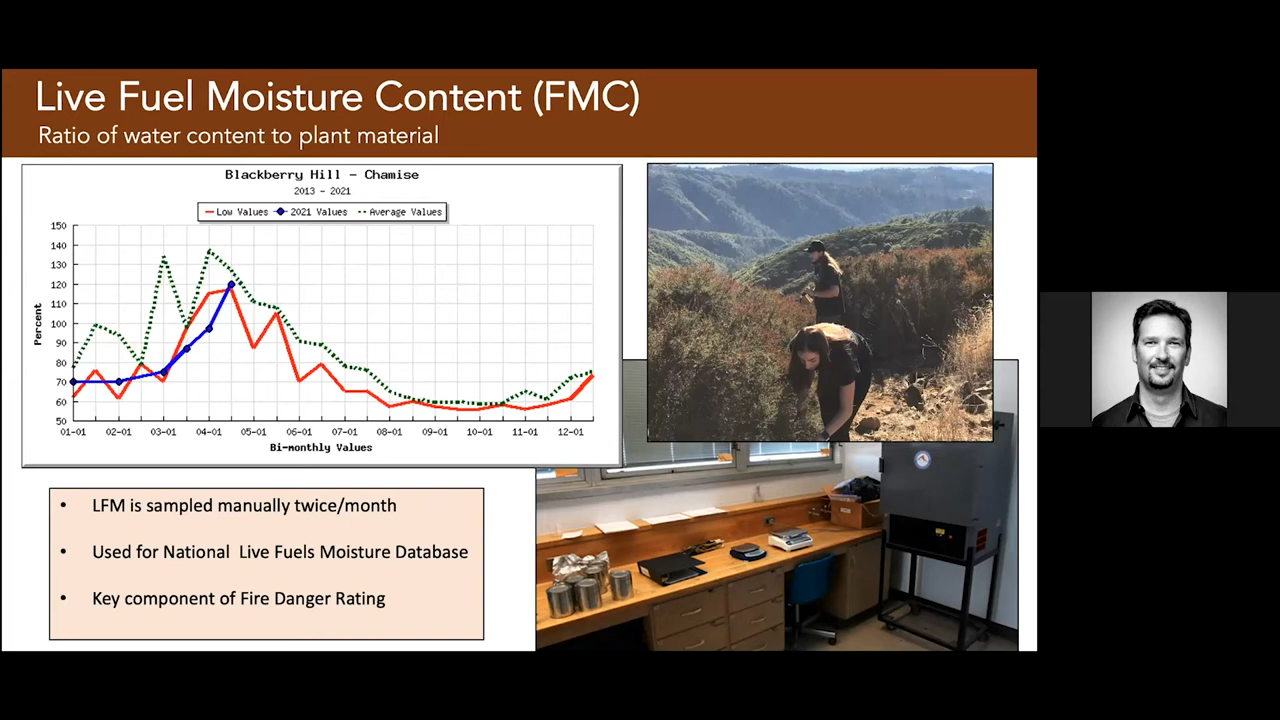 Live Fuel Moisture Content (FMC)
Ratio of water content to plant material
Blackberry Hill - Chamise
2013 - 2021
Low Values 2021 Values Average Values
150
140
130
120
110
100
90
80
70
60
50
Percent
01-01 02-01 03-01 04-01 05-01 06-01 07-01 08-01 09-01 10-01 11-01 12-01
Bi-monthly Values
• LFM is sampled manually twice/month
• Used for National Live Fuels Moisture Database
• Key component of Fire Danger Rating